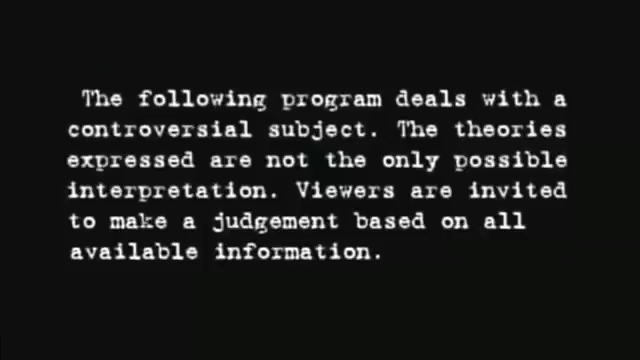 The following program deals with a
controversial subject. The theories
expressed are not the only possible
interpretation. Viewers are invited
to make a judgement based on all
available information.